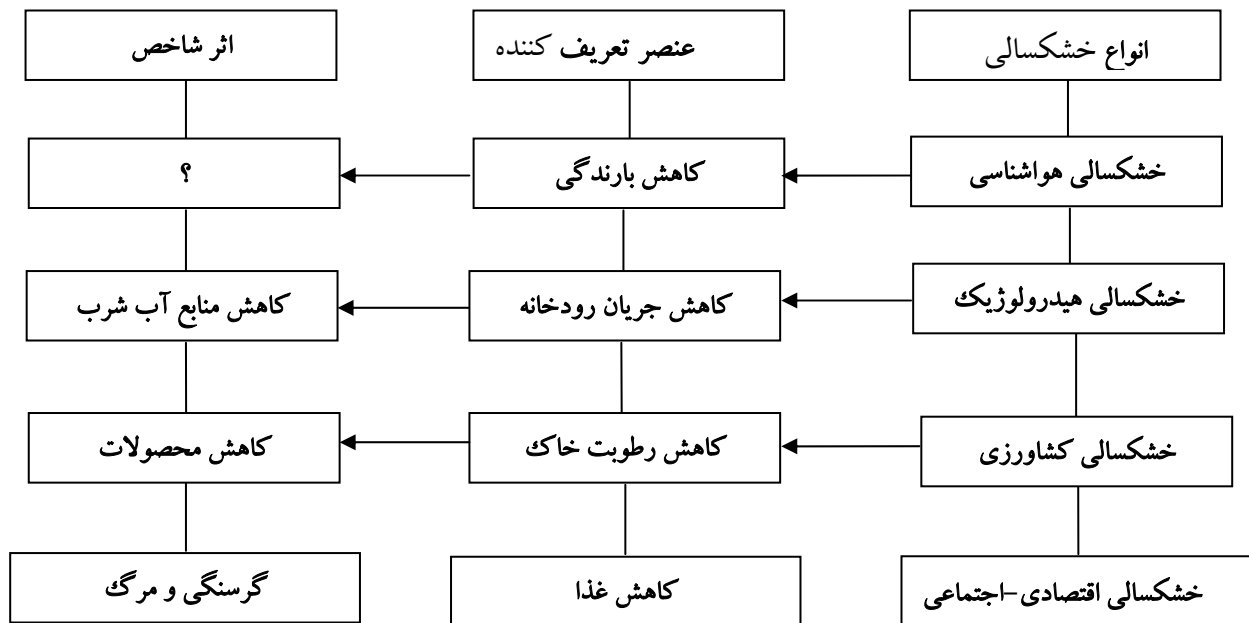 انواع خشکسالی
عنصر تعریف کننده
اثر شاخص
خشکسالی هواشناسی
کاهش بارندگی
؟
خشکسالی هیدرولوژیک
کاهش جریان رودخانه
کاهش منابع آب شرب
خشکسالی کشاورزی
کاهش رطوبت خاک
کاهش محصولات
خشکسالی اقتصادی–اجتماعی
کاهش غذا
گرسنگی و مرگ